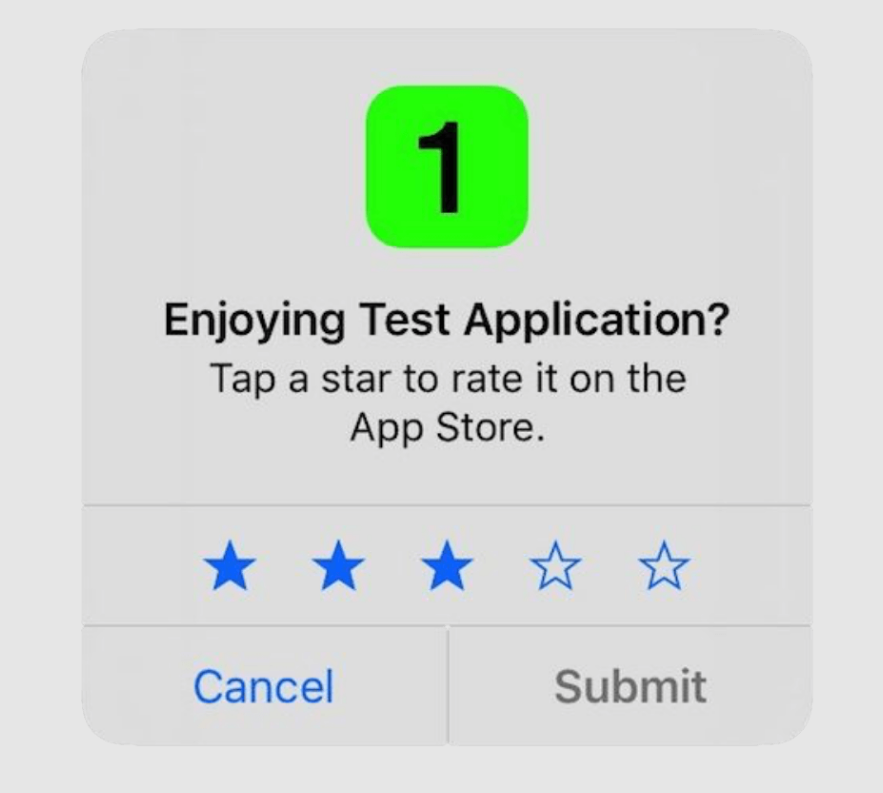 1
Enjoying Test Application?
Tap a star to rate it on the
App Store.
Cancel
Submit